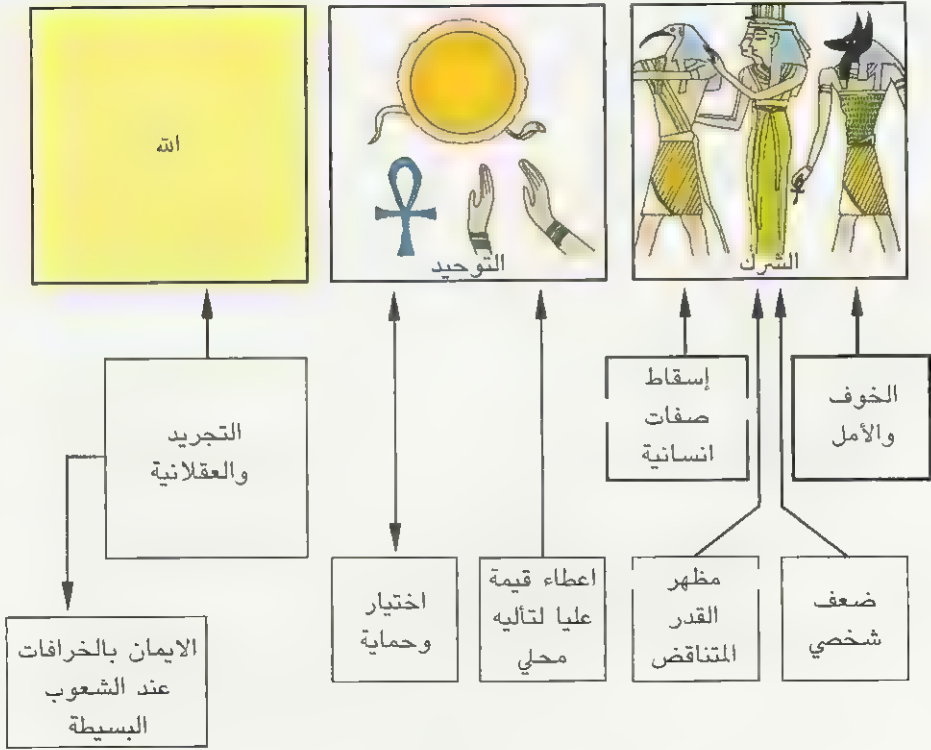 الشرك
التوحيد
الله
الخوف
والأمل
إسقاط
صفات
انسانية
التجريد
والعقلانية
ضعف
شخصي
مظهر
القدر
المتناقض
اعطاء قيمة
عليا لتأليه
محلي
اختيار
وحماية
الايمان بالخرافات
عند الشعوب
البسيطة